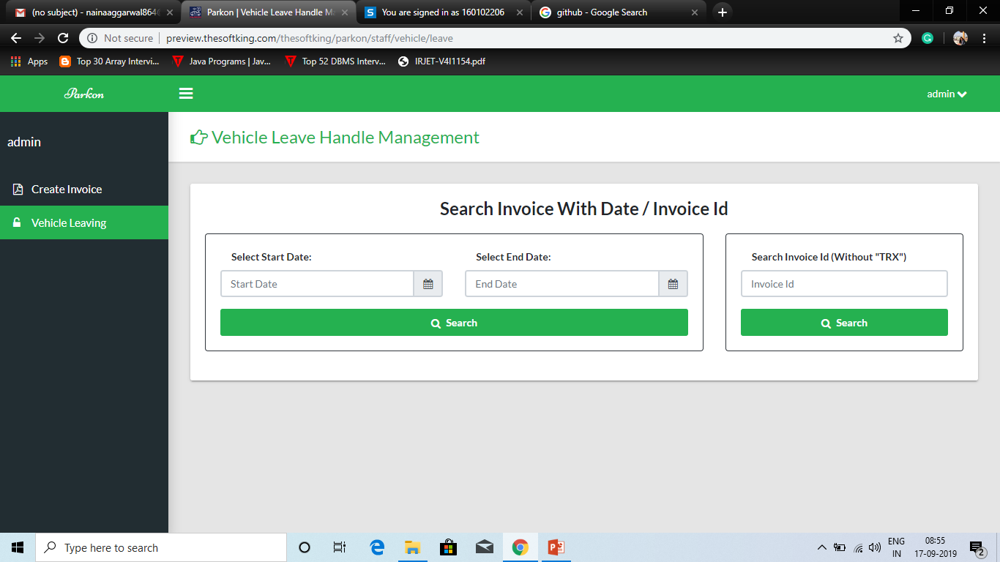 (no subject) - nainaaggarwal864
Parkon | Vehicle Leave Handle M
You are signed in as 160102206
github - Google Search
Not secure | preview.thesoftking.com/thesoftking/parkon/staff/vehicle/leave
Apps
Top 30 Array Intervi...
Java Programs | Jav...
Top 52 DBMS Interv...
IRJET-V4I1154.pdf
Parkon
admin
admin
Vehicle Leave Handle Management
Create Invoice
Vehicle Leaving
Search Invoice With Date / Invoice Id
Select Start Date:
Select End Date:
Search Invoice Id (Without "TRX")
Start Date
End Date
Invoice Id
Search
Search
Type here to search
ENG
IN
08:55
17-09-2019
2